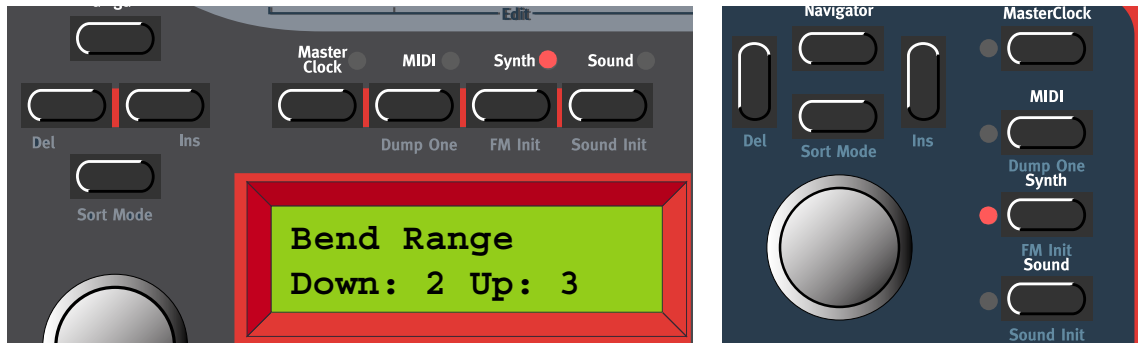 Edit
Master
Clock
MIDI
Synth
Sound
Del
Ins
Dump One
FM Init
Sound Init
Sort Mode
Bend Range
Down: 2 Up: 3
Navigator
MasterClock
Del
Ins
Sort Mode
MIDI
Dump One
Synth
FM Init
Sound
Sound Init